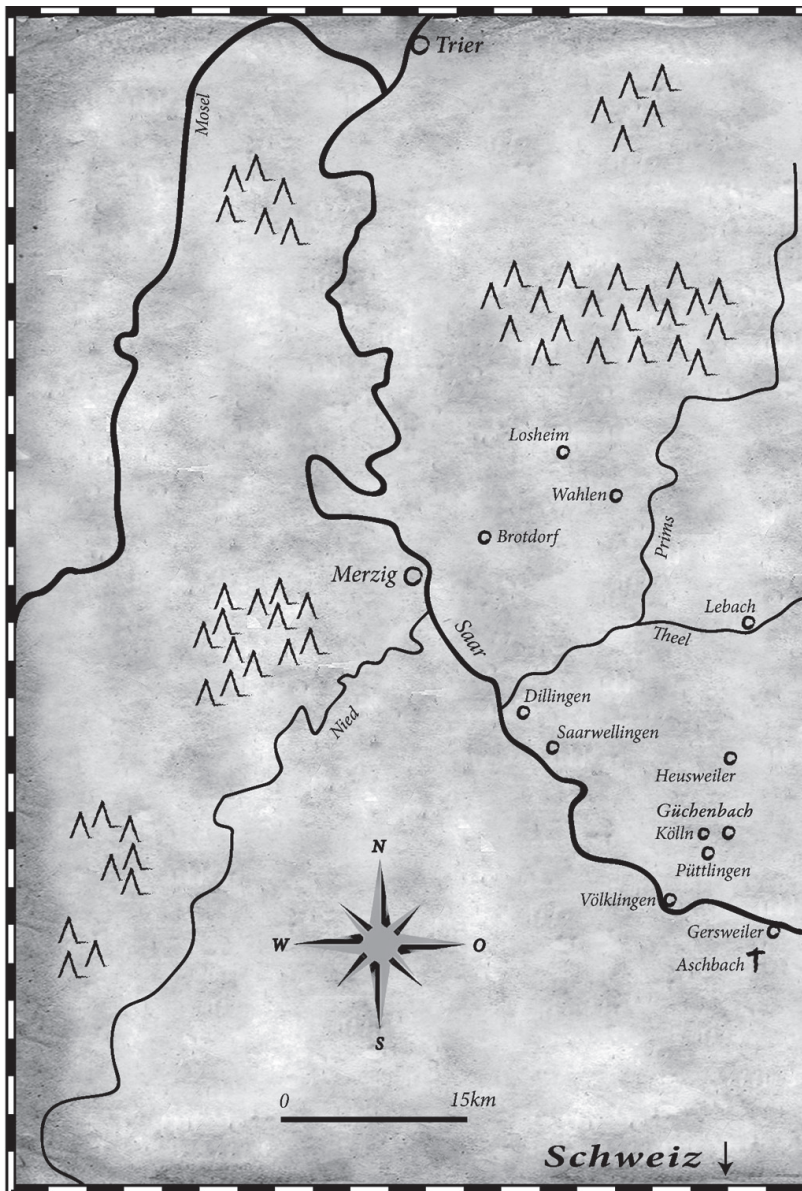 Trier
Mosel
Losheim
Wahlen
Brotdorf
Prims
Merzig
Lebach
Saar
Theel
Dillingen
Nied
Saarwellingen
Heusweiler
Güchenbach
Kölln
Püttlingen
N
Völklingen
Gersweiler
W
O
Aschbach
S
0
15km
Schweiz